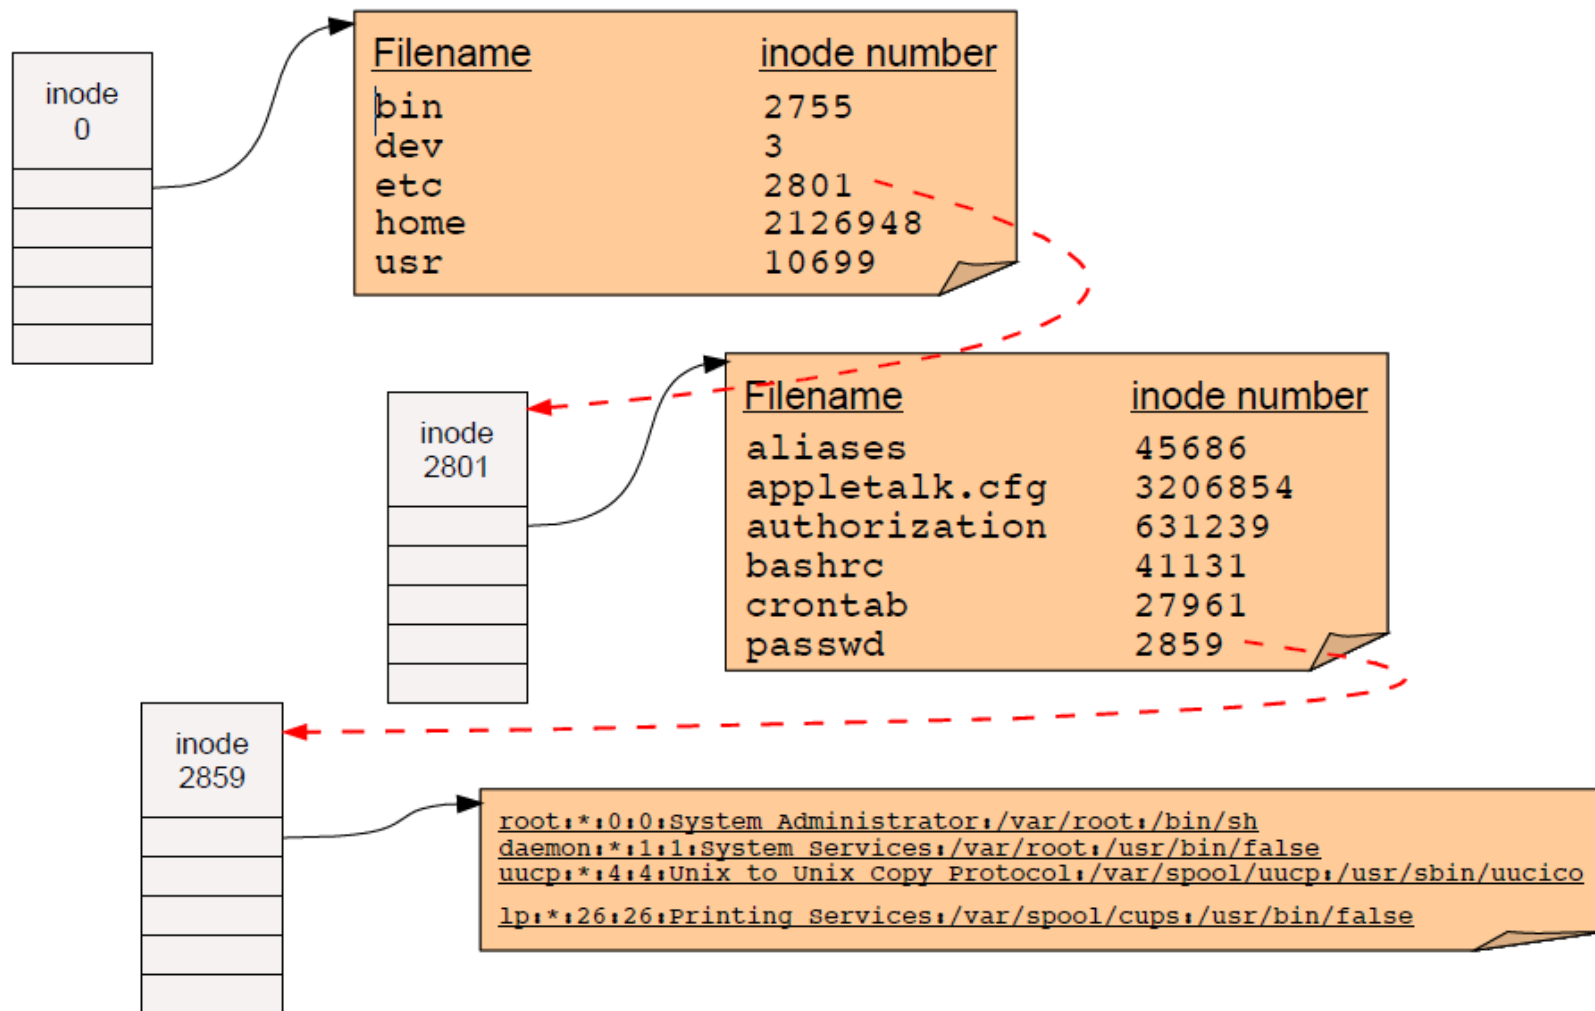 inode
0
Filename inode number
bin 2755
dev 3
etc 2801
home 2126948
usr 10699
inode
2801
Filename inode number
aliases 45686
appletalk.cfg 3206854
authorization 631239
bashrc 41131
crontab 27961
passwd 2859
inode
2859
root:*:0:0:System Administrator:/var/root:/bin/sh
daemon:*:1:1:System Services:/var/root:/usr/bin/false
uucp:*:4:4:Unix to Unix Copy Protocol:/var/spool/uucp:/usr/sbin/uucico
lp:*:26:26:Printing Services:/var/spool/cups:/usr/bin/false